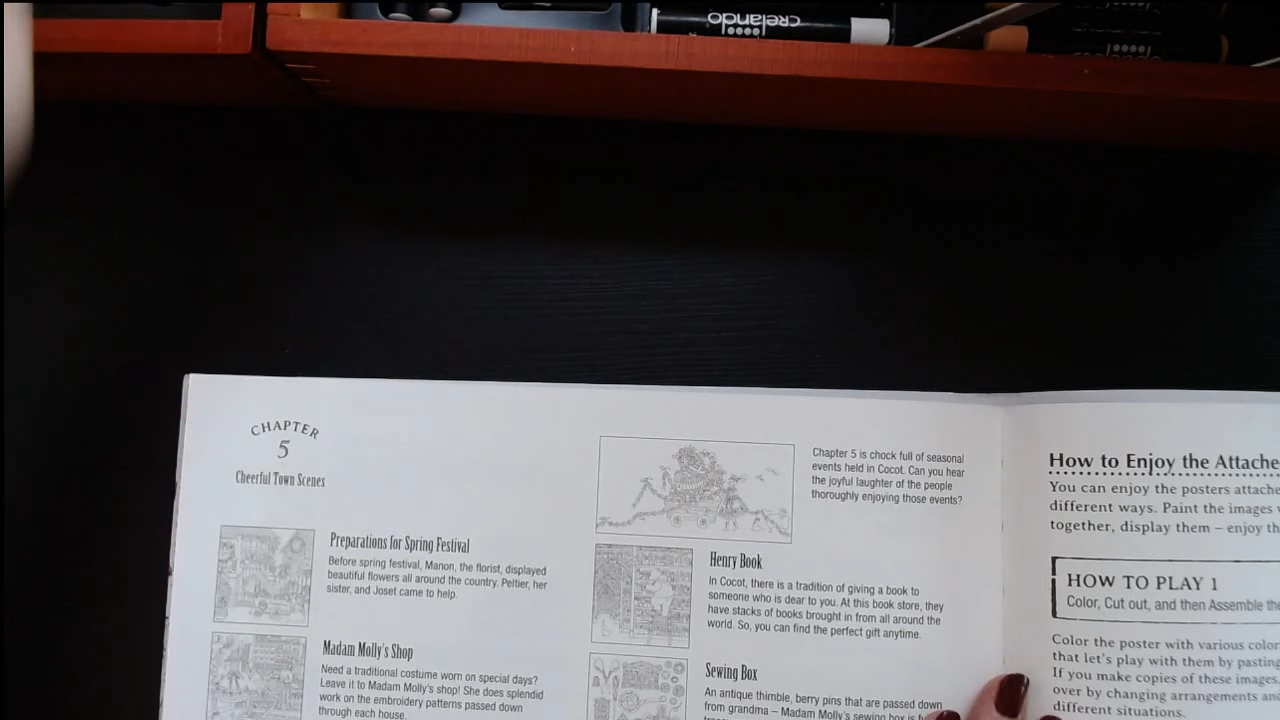 crelando
crelando
CHAPTER
5
Cheerful Town Scenes
Chapter 5 is chock full of seasonal
events held in Cocot. Can you hear
the joyful laughter of the people
thoroughly enjoying those events?
Preparations for Spring Festival
Before spring festival, Manon, the florist, displayed
beautiful flowers all around the country. Peltier, her
sister, and Joset came to help.
Madam Molly's Shop
Need a traditional costume worn on special days?
Leave it to Madam Molly's shop! She does splendid
work on the embroidery patterns passed down
through each house.
Henry Book
In Cocot, there is a tradition of giving a book to
someone who is dear to you. At this book store, they
have stacks of books brought in from all around the
world. So, you can find the perfect gift anytime.
Sewing Box
An antique thimble, berry pins that are passed down
from grandma – Madam Molly's sewing box is
How to Enjoy the Attache
You can enjoy the posters attache
different ways. Paint the images
together, display them – enjoy th
HOW TO PLAY 1
Color, Cut out, and then Assemble the
Color the poster with various color
that let's play with them by pasting
If you make copies of these images,
over by changing arrangements and
different situations.